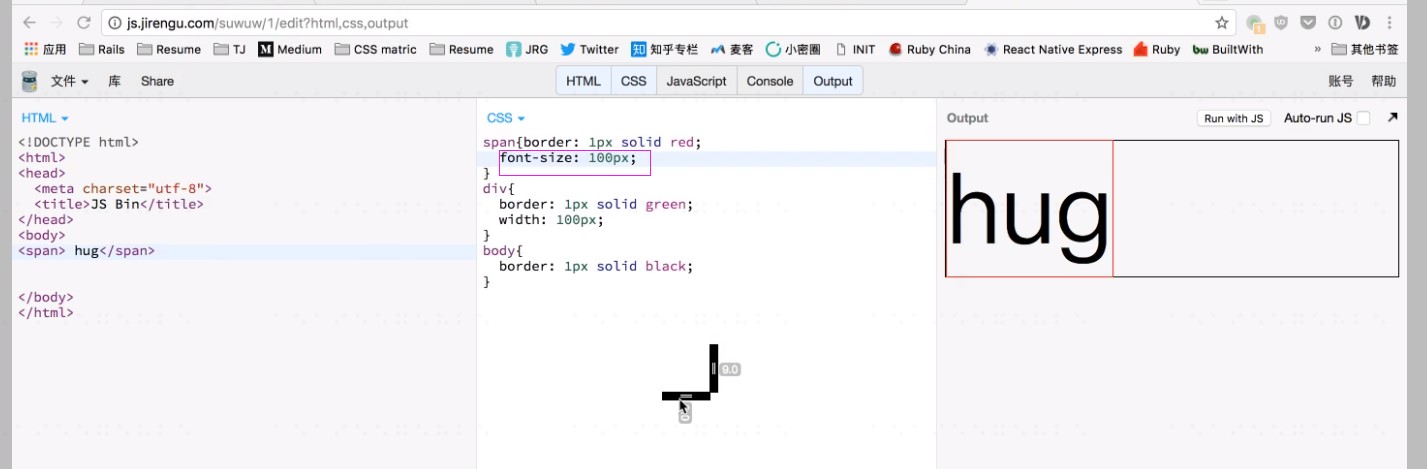 js.jirengu.com/suwuw/1/edit?html,css,output
应用 Rails Resume TJ Medium CSS matric Resume JRG Twitter 知乎专栏 麦客 小密圈 INIT Ruby China React Native Express Ruby BuiltWith » 其他书签
文件 库 Share HTML CSS JavaScript Console Output 账号 帮助
HTML
<!DOCTYPE html>
<html>
<head>
<meta charset="utf-8">
<title>JS Bin</title>
</head>
<body>
<span> hug</span>
</body>
</html>
CSS
span{border: 1px solid red;
font-size: 100px;
}
div{
border: 1px solid green;
width: 100px;
}
body{
border: 1px solid black;
}
9.0
Output Run with JS Auto-run JS
hug